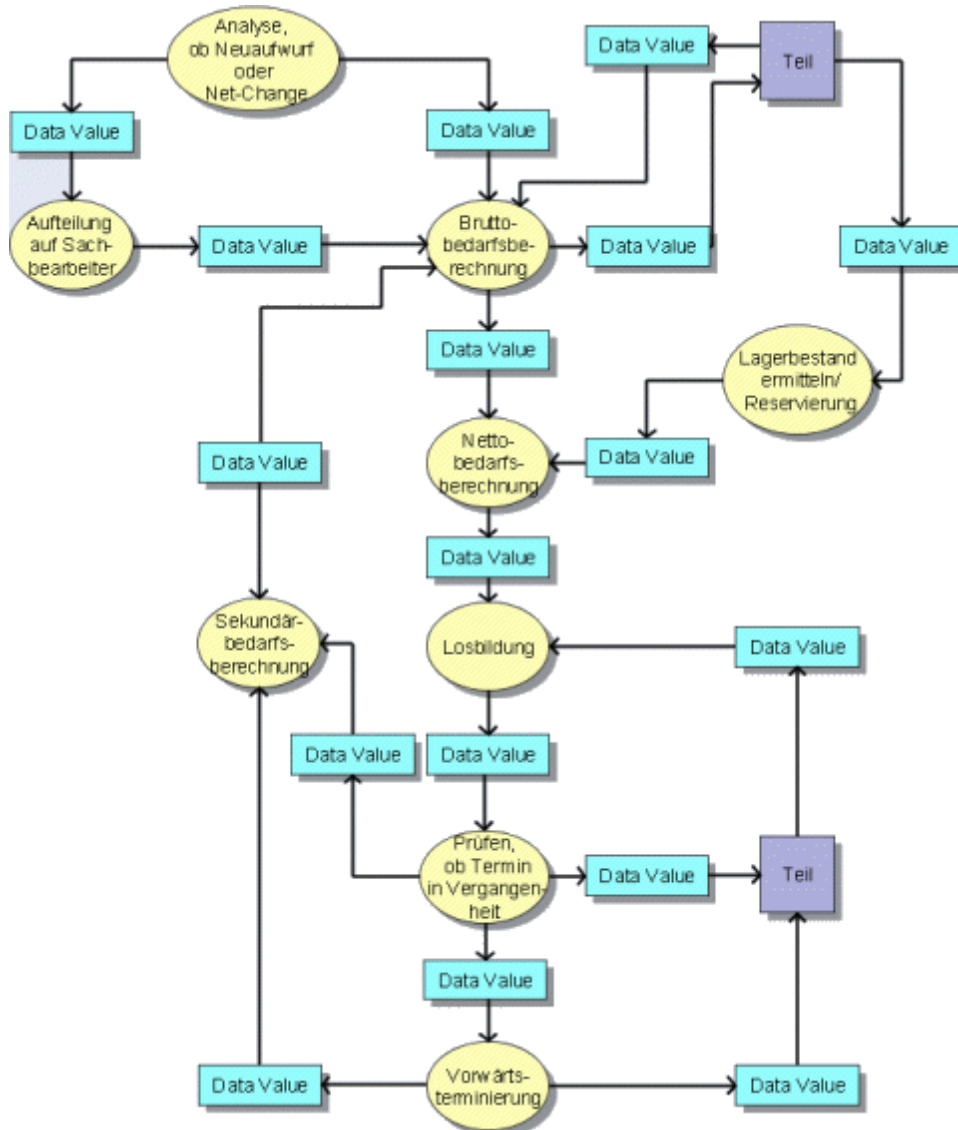 Analyse,
ob Neuaufwurf
oder
Net-Change
Data Value
Teil
Data Value
Data Value
Aufteilung
auf Sach-
bearbeiter
Data Value
Brutto-
bedarfsbe-
rechnung
Data Value
Data Value
Data Value
Lagerbestand
ermitteln/
Reservierung
Data Value
Netto-
bedarfs-
berechnung
Data Value
Data Value
Sekundär-
bedarfs-
berechnung
Losbildung
Data Value
Data Value
Data Value
Prüfen,
ob Termin
in Vergangen-
heit
Data Value
Teil
Data Value
Data Value
Vorwärts-
terminierung
Data Value